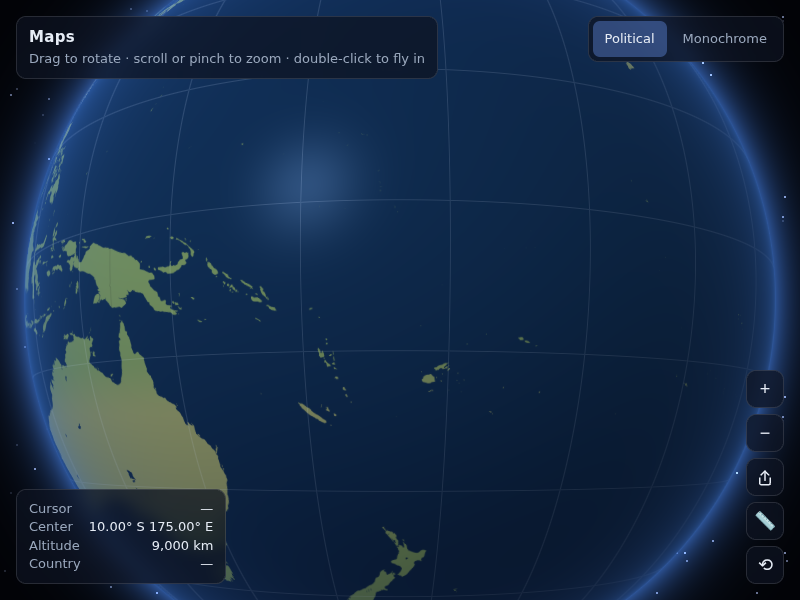 Maps
Drag to rotate · scroll or pinch to zoom · double-click to fly in
Political
Monochrome
+
−
Cursor —
Center 10.00° S 175.00° E
Altitude 9,000 km
Country —